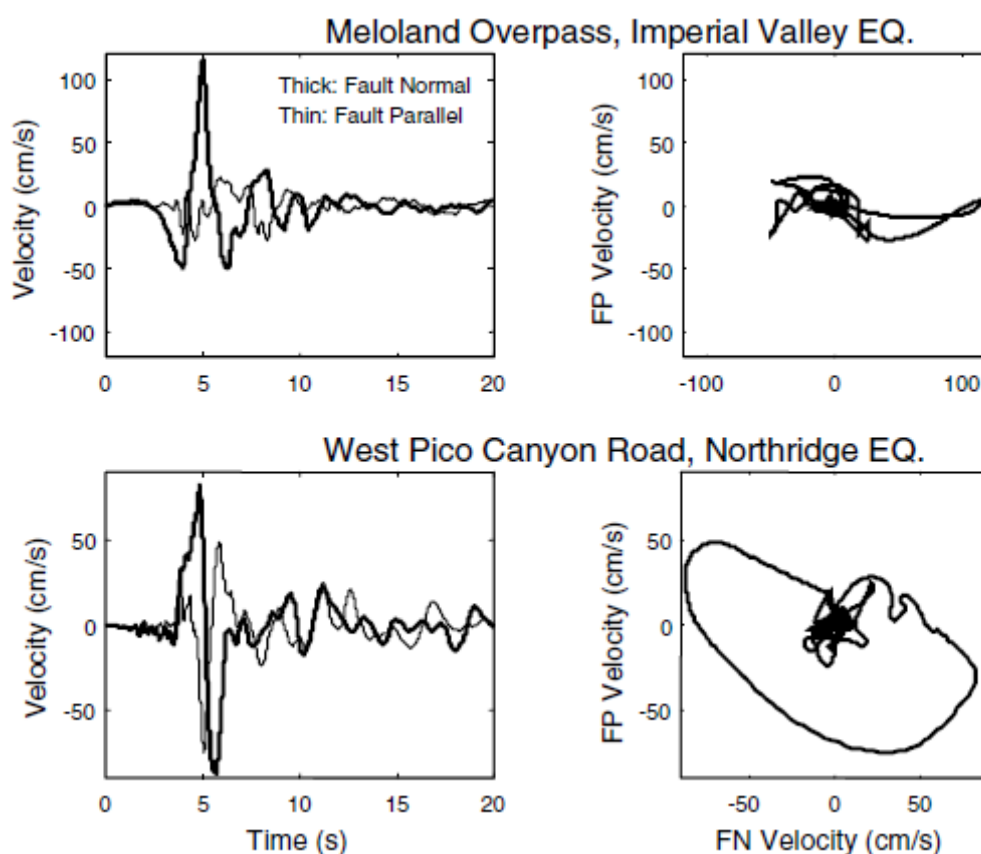 Meloland Overpass, Imperial Valley EQ.
Thick: Fault Normal
Thin: Fault Parallel
Velocity (cm/s)
100
50
0
-50
-100
0 5 10 15 20
FP Velocity (cm/s)
100
50
0
-50
-100
-100 0 100
West Pico Canyon Road, Northridge EQ.
Velocity (cm/s)
50
0
-50
0 5 10 15 20
Time (s)
FP Velocity (cm/s)
50
0
-50
-50 0 50
FN Velocity (cm/s)